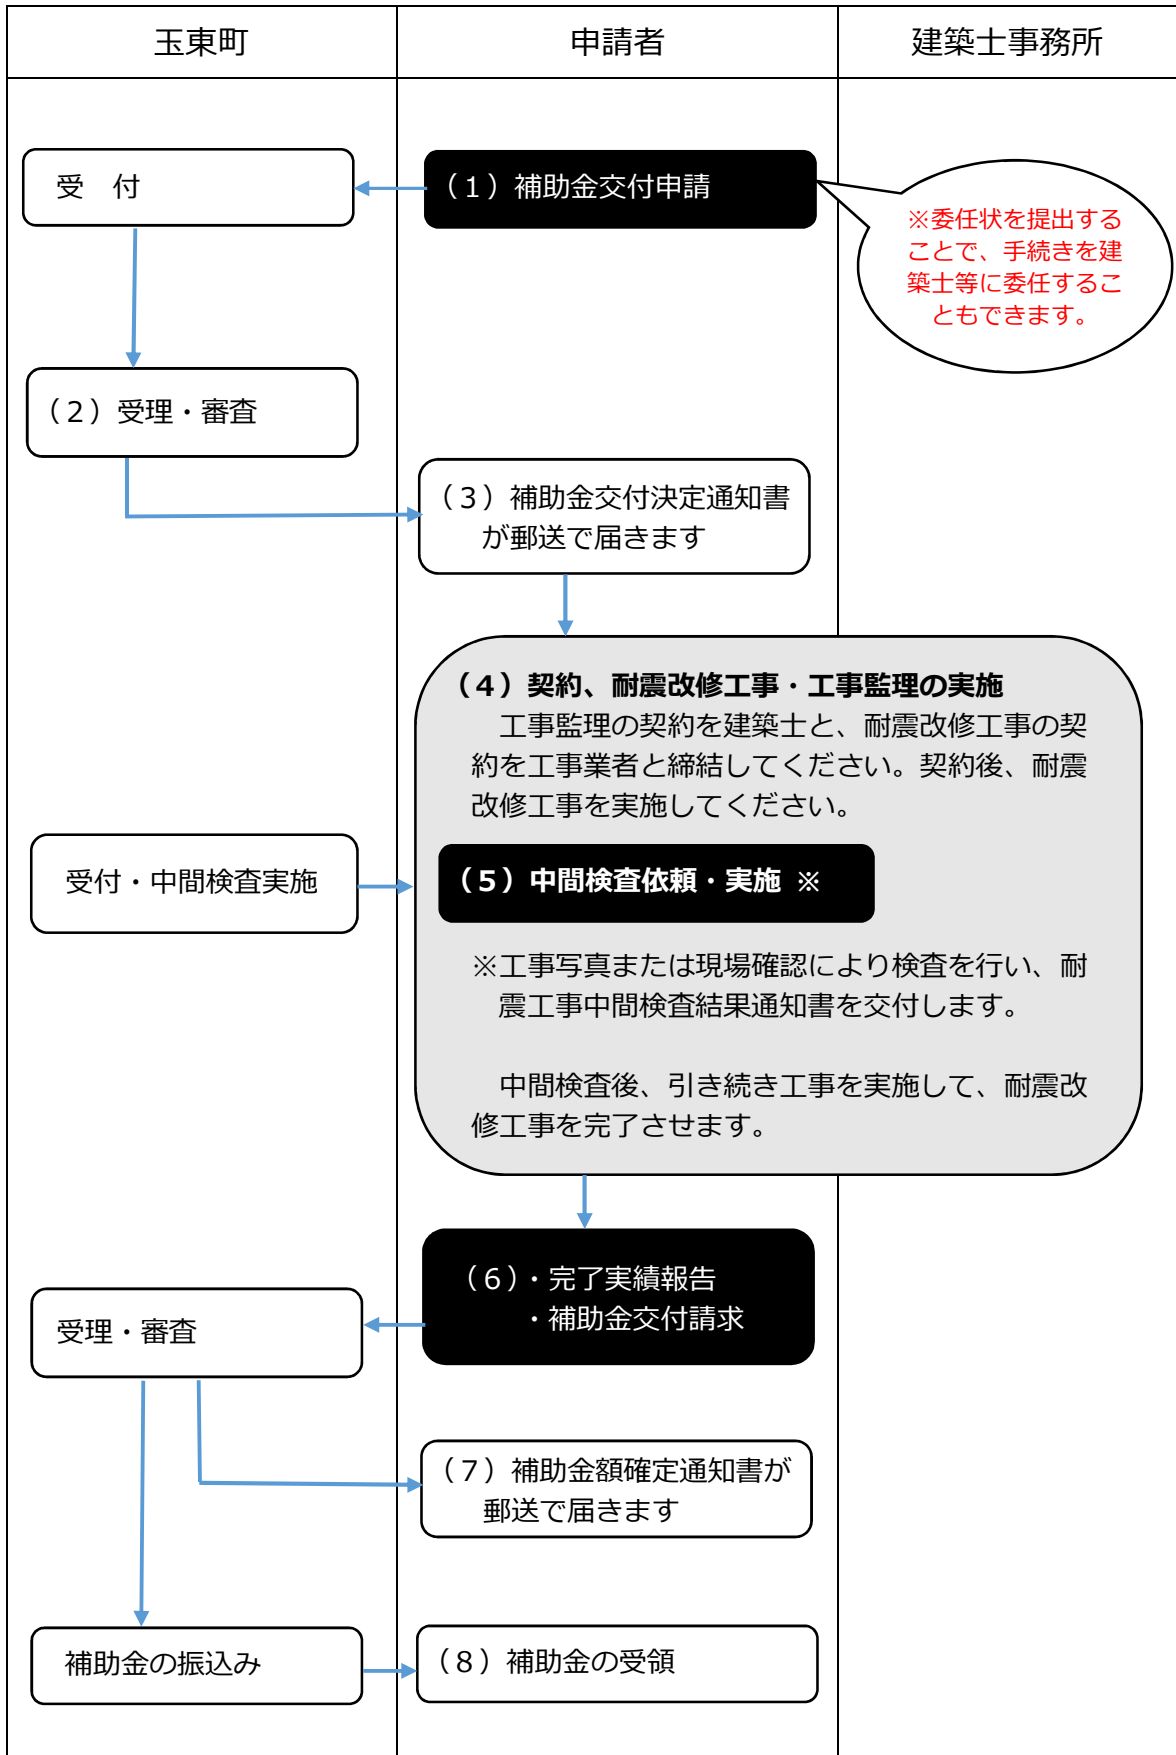 玉東町
申請者
建築士事務所
受　付
（１）補助金交付申請
※委任状を提出する
ことで、手続きを建
築士等に委任するこ
ともできます。
（２）受理・審査
（３）補助金交付決定通知書
が郵送で届きます
（４）契約、耐震改修工事・工事監理の実施
工事監理の契約を建築士と、耐震改修工事の契
約を工事業者と締結してください。契約後、耐震
改修工事を実施してください。
受付・中間検査実施
（５）中間検査依頼・実施 ※
※工事写真または現場確認により検査を行い、耐
震工事中間検査結果通知書を交付します。
中間検査後、引き続き工事を実施して、耐震改
修工事を完了させます。
（６）・完了実績報告
・補助金交付請求
受理・審査
（７）補助金額確定通知書が
郵送で届きます
補助金の振込み
（８）補助金の受領